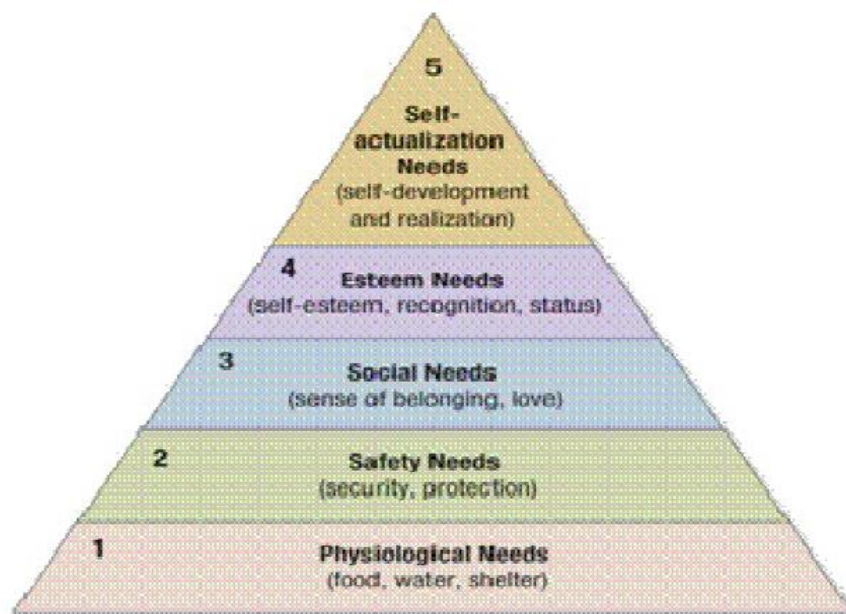 5
Self-
actualization
Needs
(self-development
and realization)
4
Esteem Needs
(self-esteem, recognition, status)
3
Social Needs
(sense of belonging, love)
2
Safety Needs
(security, protection)
1
Physiological Needs
(food, water, shelter)